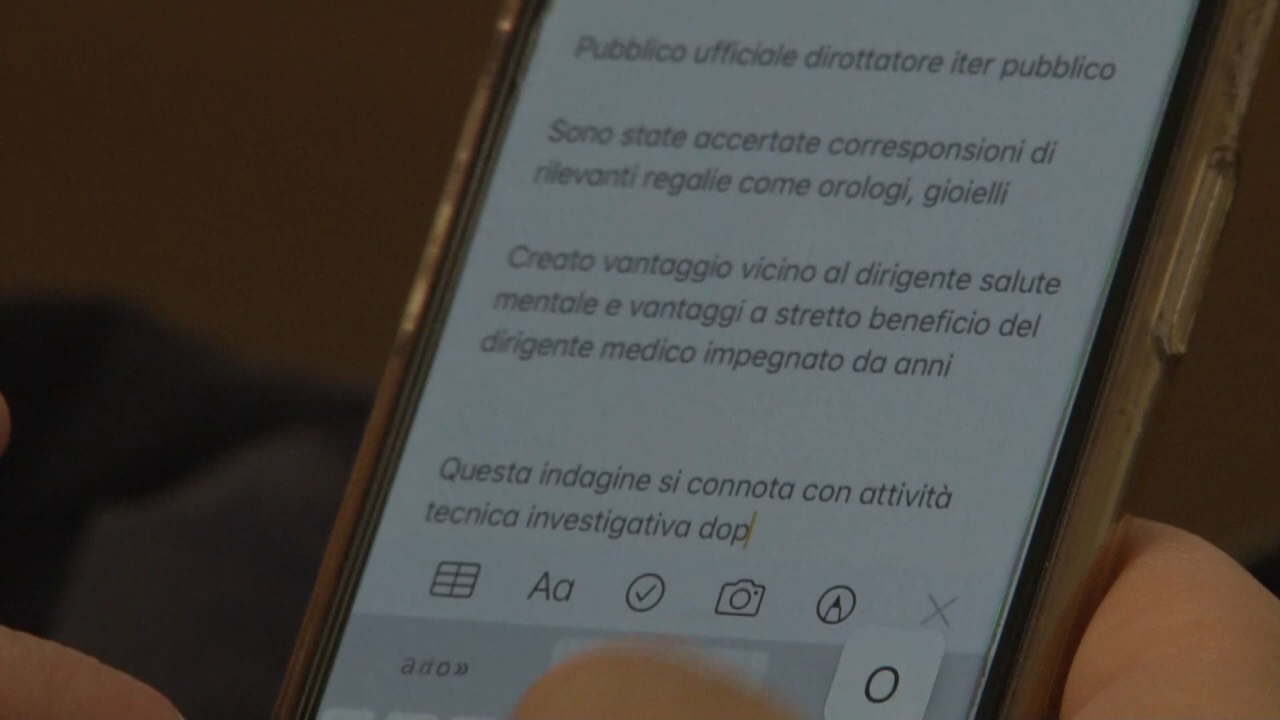 Pubblico ufficiale dirottatore iter pubblico
Sono state accertate corresponsioni di
rilevanti regalie come orologi, gioielli
Creato vantaggio vicino al dirigente salute
mentale e vantaggi a stretto beneficio del
dirigente medico impegnato da anni
Questa indagine si connota con attività
tecnica investigativa dop
Aa
O